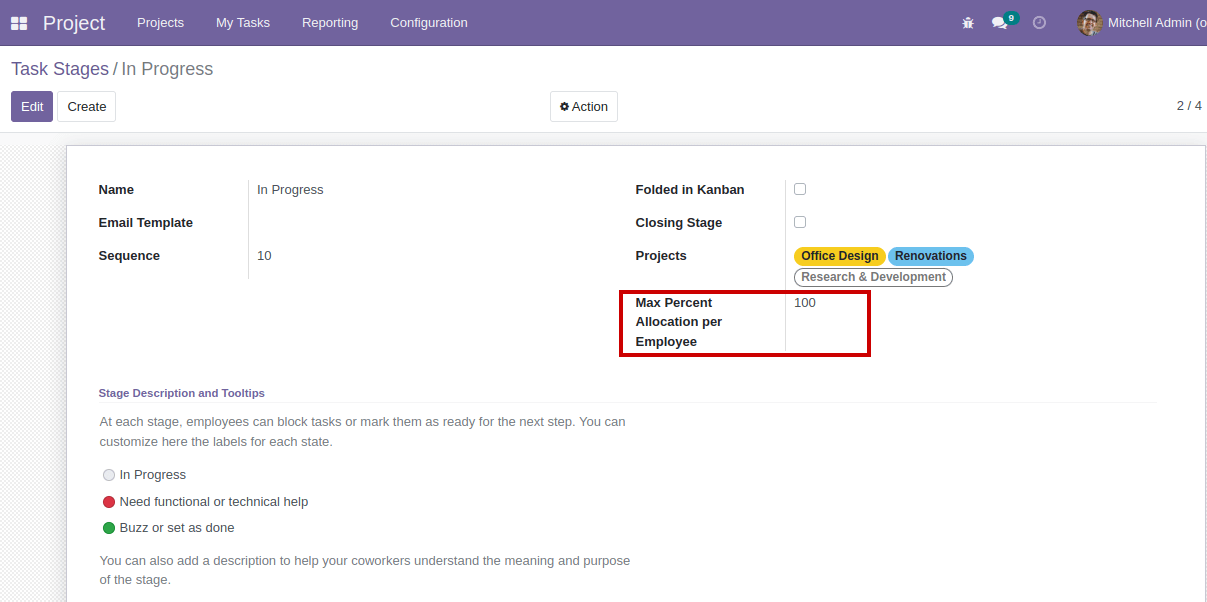 Project Projects My Tasks Reporting Configuration 9 Mitchell Admin (o
Task Stages / In Progress
Edit Create Action 2 / 4
Name In Progress Folded in Kanban
Email Template Closing Stage
Sequence 10 Projects Office Design Renovations
Research & Development
Max Percent 100
Allocation per
Employee
Stage Description and Tooltips
At each stage, employees can block tasks or mark them as ready for the next step. You can
customize here the labels for each state.
In Progress
Need functional or technical help
Buzz or set as done
You can also add a description to help your coworkers understand the meaning and purpose
of the stage.